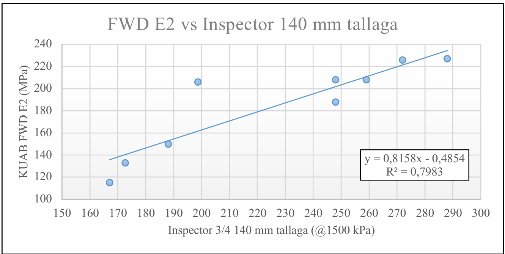 FWD E2 vs Inspector 140 mm tallaga
240
220
200
180
160
140
120
100
KUAB FWD E2 (MPa)
y = 0,8158x - 0,4854
R² = 0,7983
150 160 170 180 190 200 210 220 230 240 250 260 270 280 290 300
Inspector 3/4 140 mm tallaga (@1500 kPa)